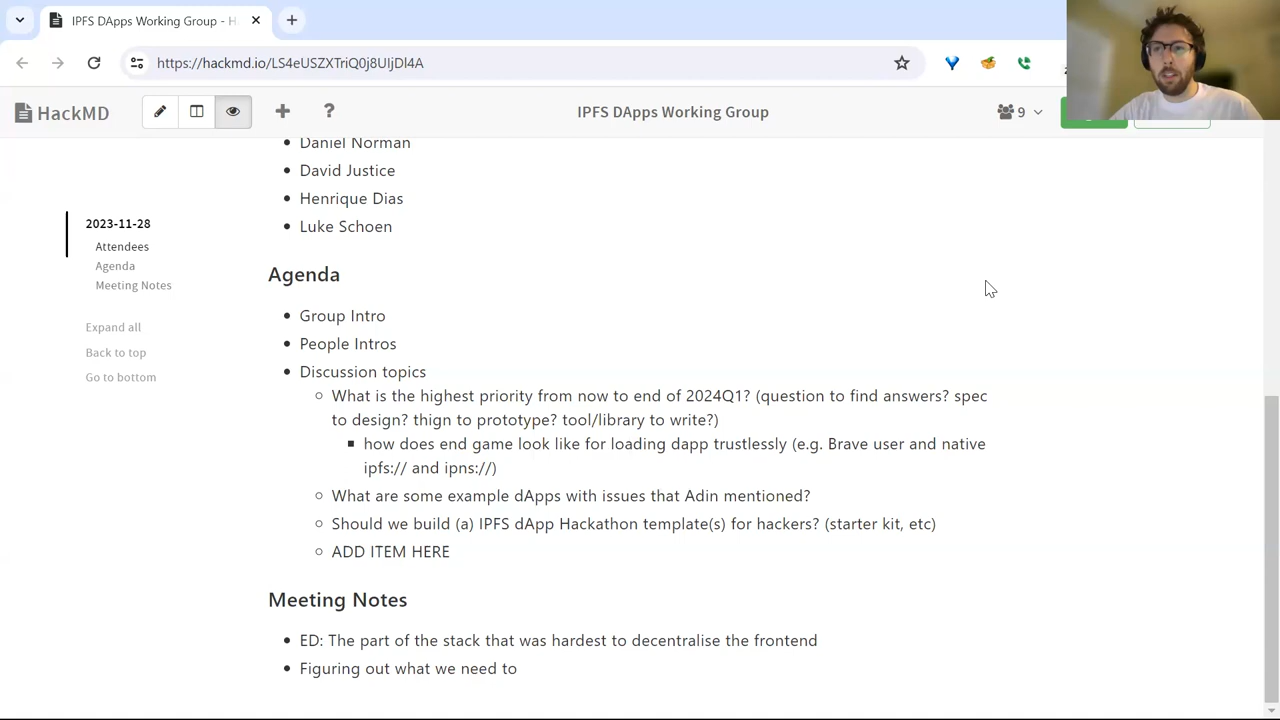 IPFS DApps Working Group - H
https://hackmd.io/LS4eUSZXTriQ0j8UIjDl4A
HackMD
?
IPFS DApps Working Group
9
Daniel Norman
David Justice
Henrique Dias
Luke Schoen
2023-11-28
Attendees
Agenda
Meeting Notes
Expand all
Back to top
Go to bottom
Agenda
Group Intro
People Intros
Discussion topics
What is the highest priority from now to end of 2024Q1? (question to find answers? spec
to design? thign to prototype? tool/library to write?)
how does end game look like for loading dapp trustlessly (e.g. Brave user and native
ipfs:// and ipns://)
What are some example dApps with issues that Adin mentioned?
Should we build (a) IPFS dApp Hackathon template(s) for hackers? (starter kit, etc)
ADD ITEM HERE
Meeting Notes
ED: The part of the stack that was hardest to decentralise the frontend
Figuring out what we need to